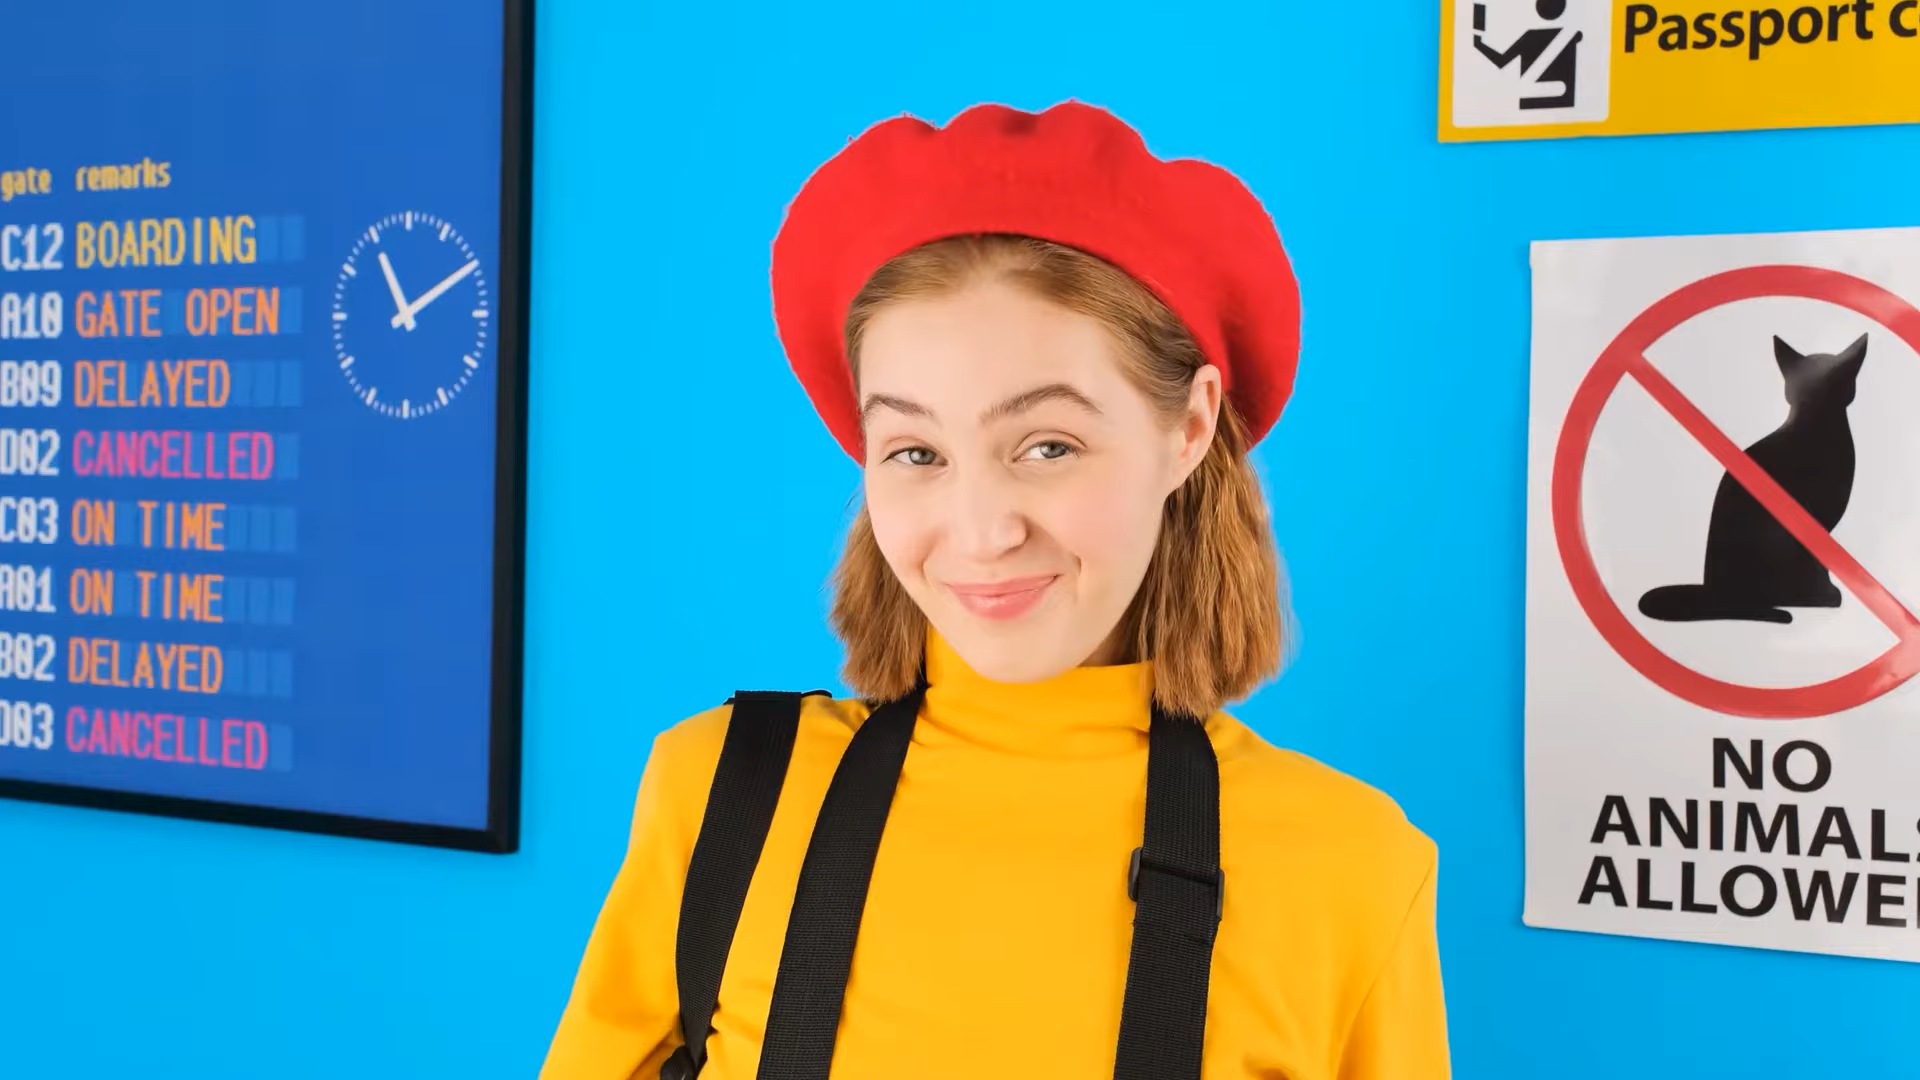 gate remarks
C12 BOARDING
A10 GATE OPEN
B09 DELAYED
D02 CANCELLED
C03 ON TIME
A01 ON TIME
B02 DELAYED
D03 CANCELLED
Passport c
NO
ANIMALS
ALLOWE